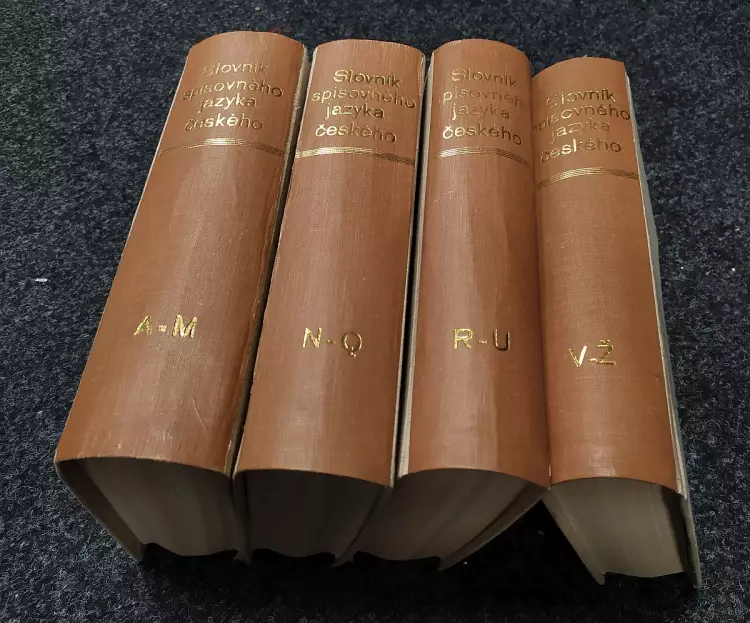 Slovník
spisovného
jazyka
českého
A-M
Slovník
spisovného
jazyka
českého
N-Q
Slovník
spisovného
jazyka
českého
R-U
Slovník
spisovného
jazyka
českého
V-Ž